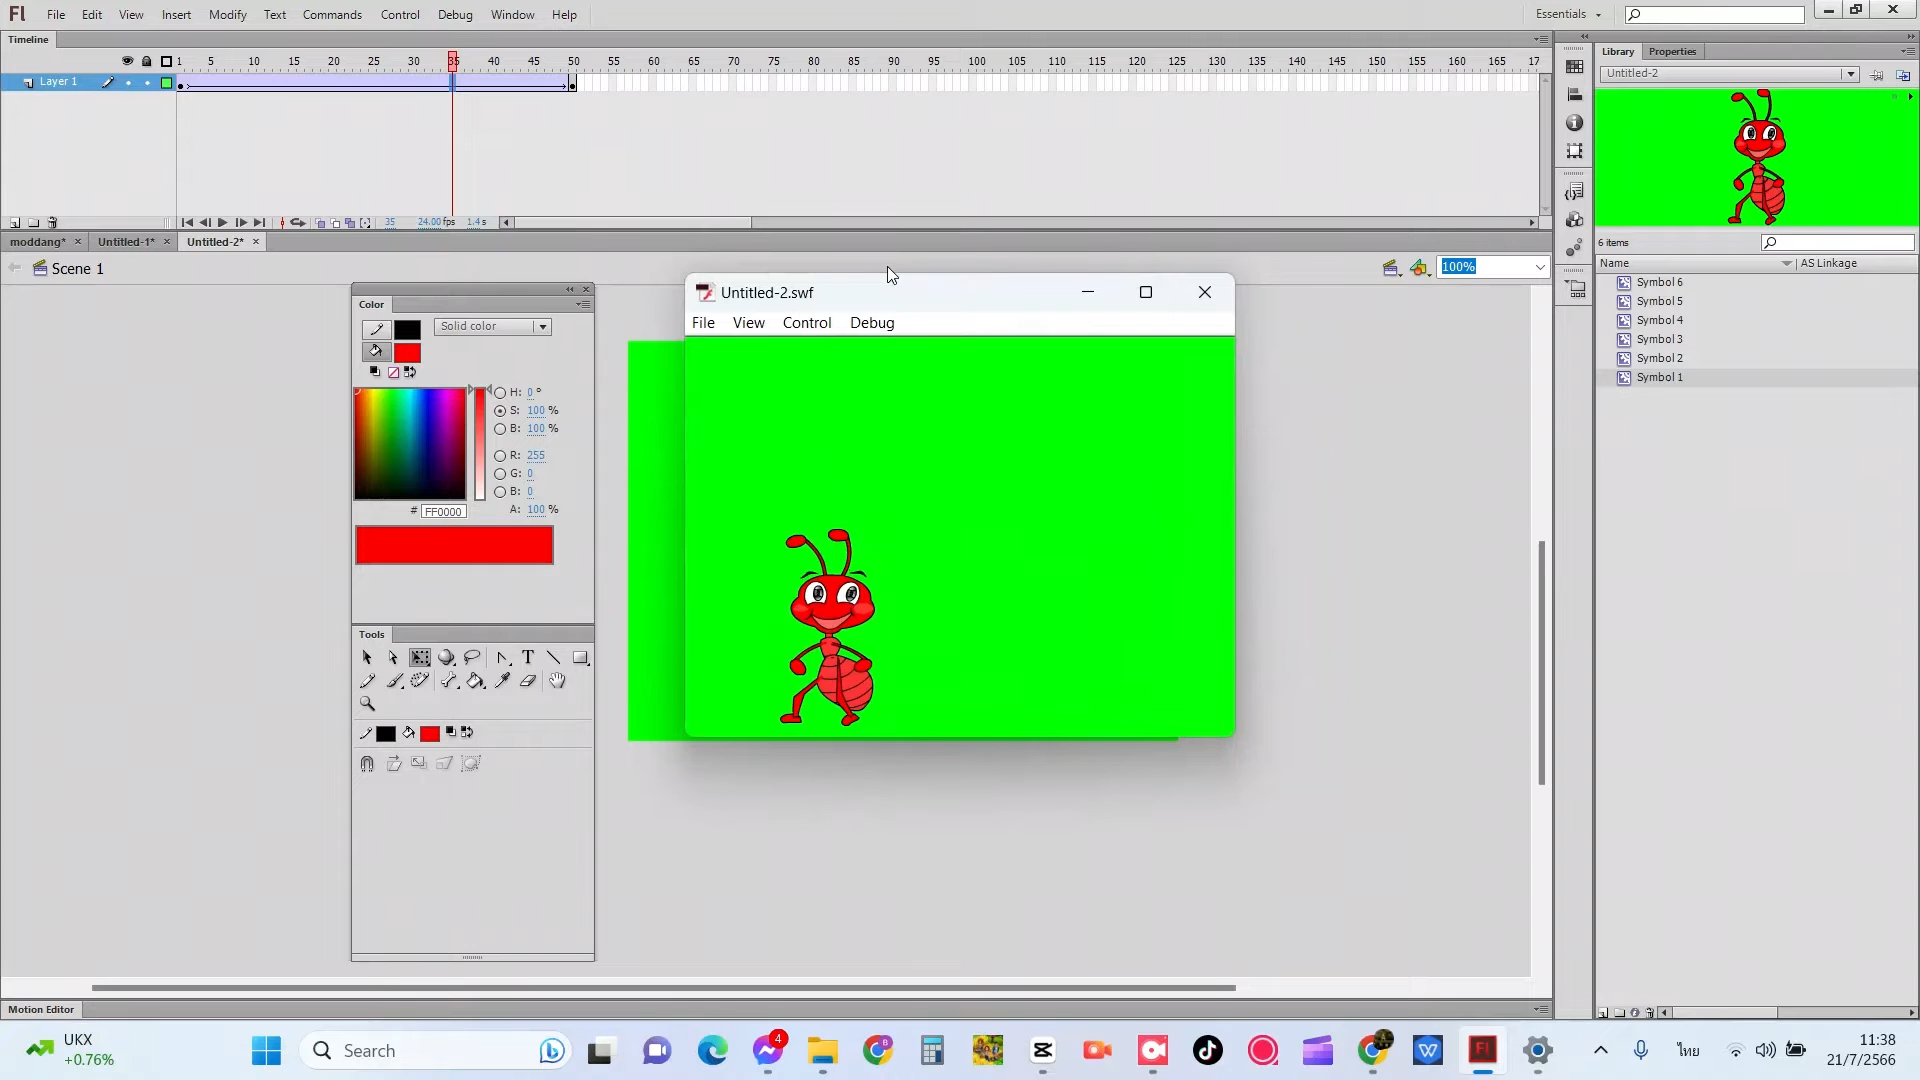 Fl File Edit View Insert Modify Text Commands Control Debug Window Help Essentials
Timeline
1 5 10 15 20 25 30 35 40 45 50 55 60 65 70 75 80 85 90 95 100 105 110 115 120 125 130 135 140 145 150 155 160 165 17
Layer 1
35 24.00 fps 1.4 s
moddang* Untitled-1* Untitled-2*
Scene 1
100%
Color
Solid color
H: 0 °
S: 100 %
B: 100 %
R: 255
G: 0
B: 0
# FF0000 A: 100 %
Tools
T
Untitled-2.swf
File View Control Debug
Library Properties
Untitled-2
6 items
Name AS Linkage
Symbol 6
Symbol 5
Symbol 4
Symbol 3
Symbol 2
Symbol 1
Motion Editor
UKX
+0.76%
Search
4
B
A
W
Fl
ไทย
11:38
21/7/2566